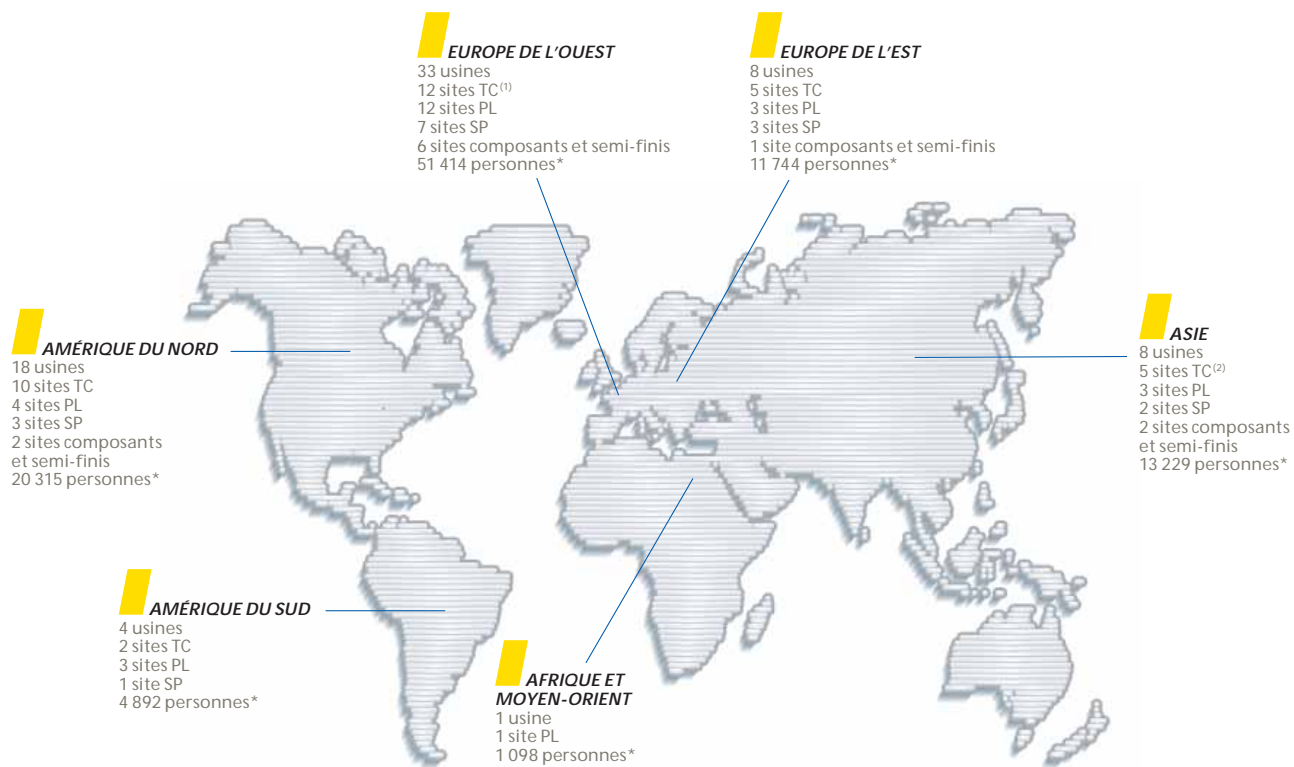 EUROPE DE L'OUEST
33 usines
12 sites TC(1)
12 sites PL
7 sites SP
6 sites composants et semi-finis
51 414 personnes*
EUROPE DE L'EST
8 usines
5 sites TC
3 sites PL
3 sites SP
1 site composants et semi-finis
11 744 personnes*
AMÉRIQUE DU NORD
18 usines
10 sites TC
4 sites PL
3 sites SP
2 sites composants
et semi-finis
20 315 personnes*
ASIE
8 usines
5 sites TC(2)
3 sites PL
2 sites SP
2 sites composants
et semi-finis
13 229 personnes*
AMÉRIQUE DU SUD
4 usines
2 sites TC
3 sites PL
1 site SP
4 892 personnes*
AFRIQUE ET
MOYEN-ORIENT
1 usine
1 site PL
1 098 personnes*